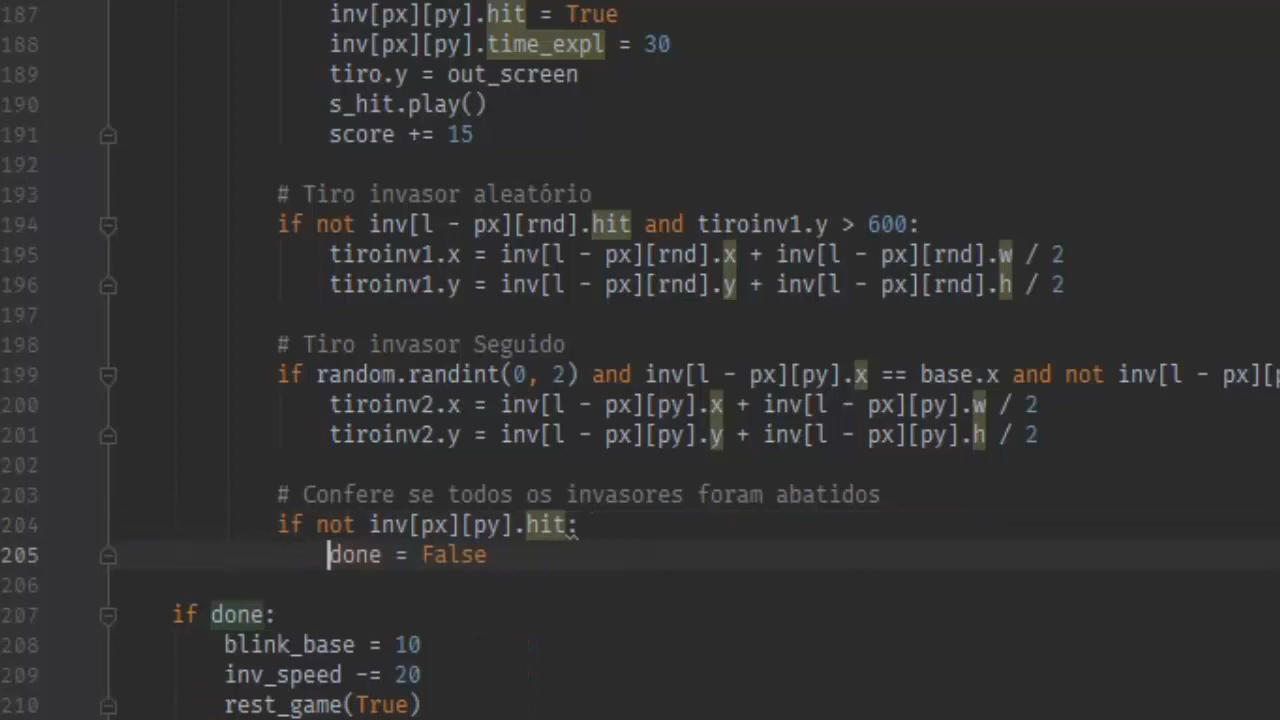 187 inv[px][py].hit = True
188 inv[px][py].time_expl = 30
189 tiro.y = out_screen
190 s_hit.play()
191 score += 15
192
193 # Tiro invasor aleatório
194 if not inv[l - px][rnd].hit and tiroinv1.y > 600:
195 tiroinv1.x = inv[l - px][rnd].x + inv[l - px][rnd].w / 2
196 tiroinv1.y = inv[l - px][rnd].y + inv[l - px][rnd].h / 2
197
198 # Tiro invasor Seguido
199 if random.randint(0, 2) and inv[l - px][py].x == base.x and not inv[l - px][p
200 tiroinv2.x = inv[l - px][py].x + inv[l - px][py].w / 2
201 tiroinv2.y = inv[l - px][py].y + inv[l - px][py].h / 2
202
203 # Confere se todos os invasores foram abatidos
204 if not inv[px][py].hit:
205 done = False
206
207 if done:
208 blink_base = 10
209 inv_speed -= 20
210 rest_game(True)